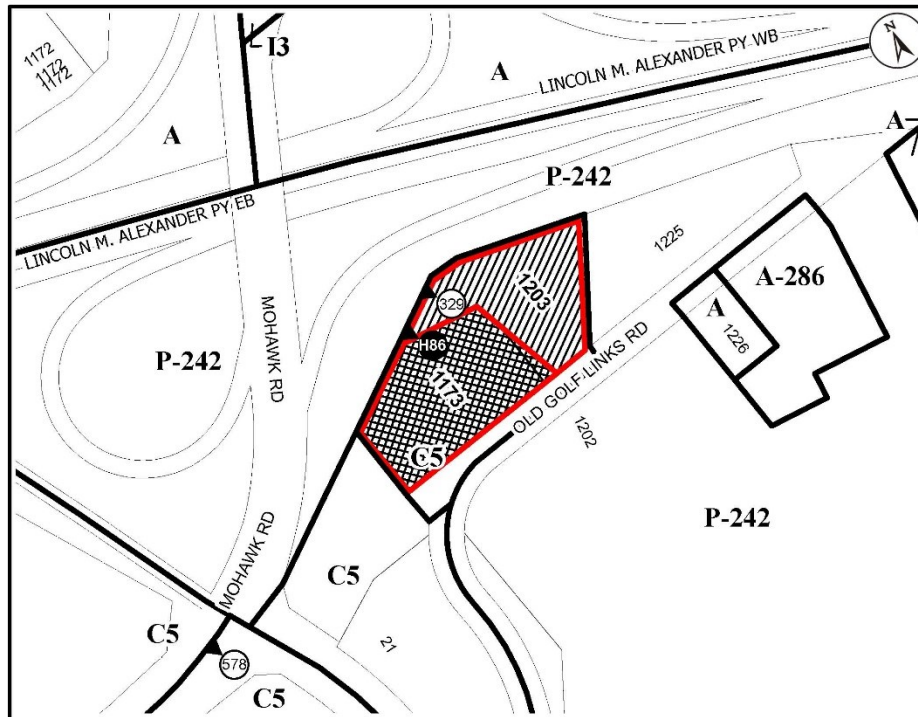 1172
1172
1172
I3
A
N
LINCOLN M. ALEXANDER PY WB
A
A
P-242
LINCOLN M. ALEXANDER PY EB
1225
1203
A-286
329
A
1226
MOHAWK RD
P-242
H86
1173
OLD GOLF LINKS RD
1202
C5
P-242
MOHAWK RD
C5
C5
21
578
C5